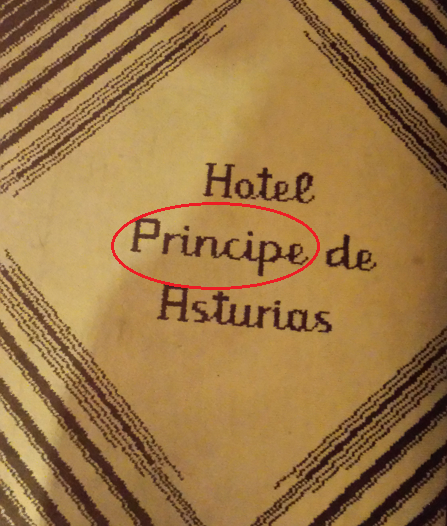 Hotel
Principe de
Asturias